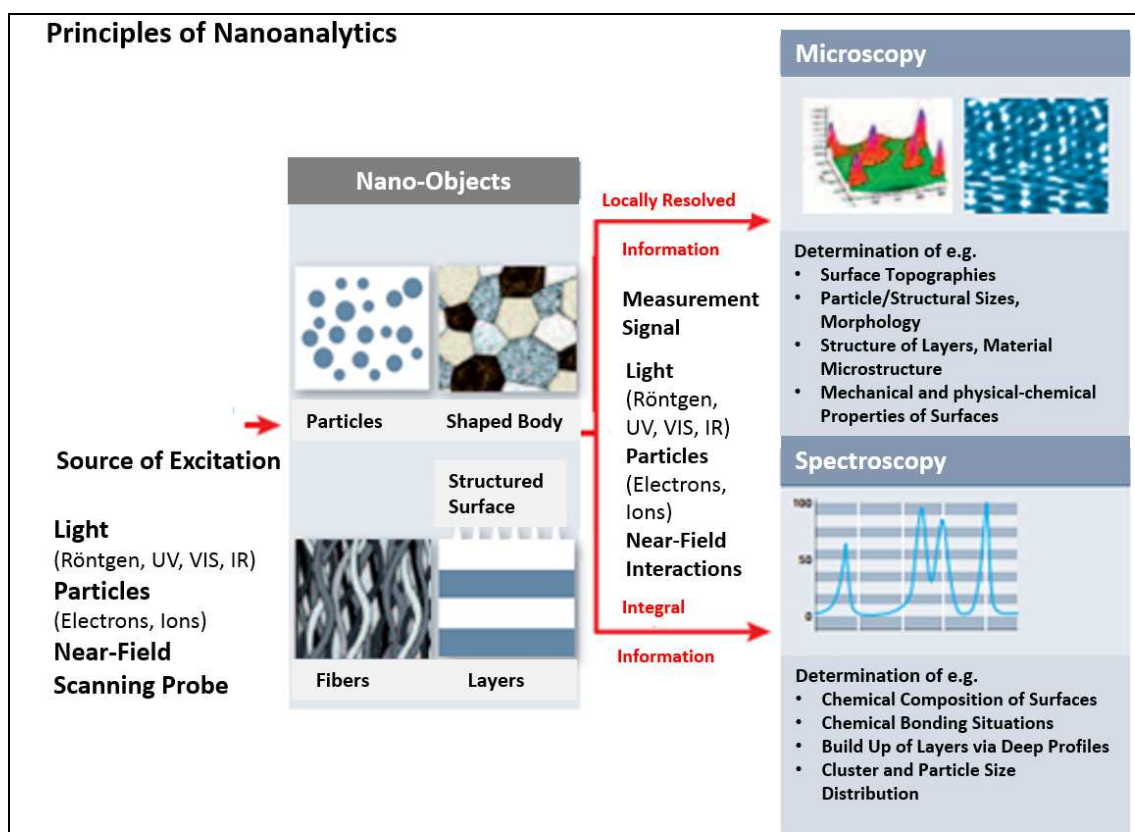 Principles of Nanoanalytics
Source of Excitation
Light
(Röntgen, UV, VIS, IR)
Particles
(Electrons, Ions)
Near-Field
Scanning Probe
Nano-Objects
Particles
Shaped Body
Structured
Surface
Fibers
Layers
Locally Resolved
Information
Measurement
Signal
Light
(Röntgen,
UV, VIS, IR)
Particles
(Electrons,
Ions)
Near-Field
Interactions
Integral
Information
Microscopy
Determination of e.g.
• Surface Topographies
• Particle/Structural Sizes,
Morphology
• Structure of Layers, Material
Microstructure
• Mechanical and physical-chemical
Properties of Surfaces
Spectroscopy
100
50
0
Determination of e.g.
• Chemical Composition of Surfaces
• Chemical Bonding Situations
• Build Up of Layers via Deep Profiles
• Cluster and Particle Size
Distribution